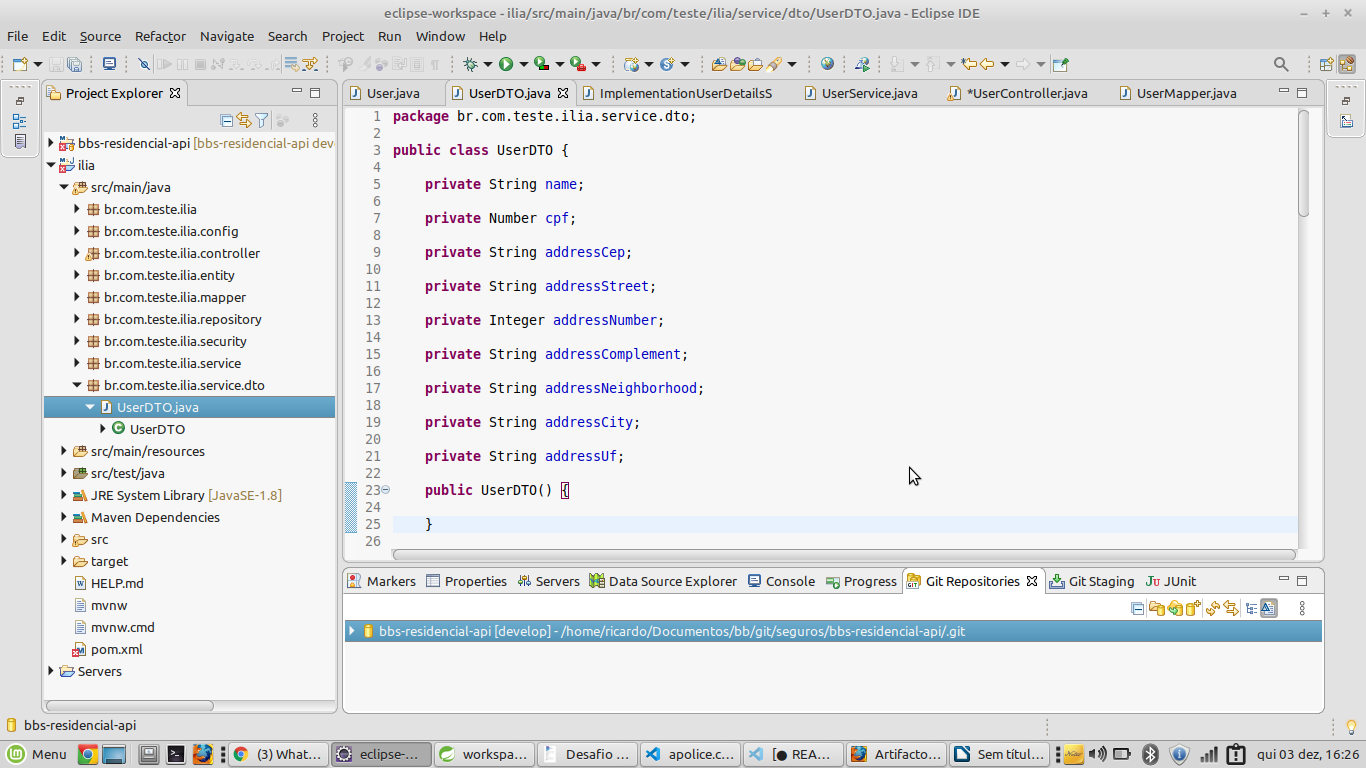 eclipse-workspace - ilia/src/main/java/br/com/teste/ilia/service/dto/UserDTO.java - Eclipse IDE
File Edit Source Refactor Navigate Search Project Run Window Help
Project Explorer
bbs-residencial-api [bbs-residencial-api dev
ilia
src/main/java
br.com.teste.ilia
br.com.teste.ilia.config
br.com.teste.ilia.controller
br.com.teste.ilia.entity
br.com.teste.ilia.mapper
br.com.teste.ilia.repository
br.com.teste.ilia.security
br.com.teste.ilia.service
br.com.teste.ilia.service.dto
UserDTO.java
UserDTO
src/main/resources
src/test/java
JRE System Library [JavaSE-1.8]
Maven Dependencies
src
target
HELP.md
mvnw
mvnw.cmd
pom.xml
Servers
User.java UserDTO.java ImplementationUserDetailsS UserService.java *UserController.java UserMapper.java
1 package br.com.teste.ilia.service.dto;
2
3 public class UserDTO {
4
5 private String name;
6
7 private Number cpf;
8
9 private String addressCep;
10
11 private String addressStreet;
12
13 private Integer addressNumber;
14
15 private String addressComplement;
16
17 private String addressNeighborhood;
18
19 private String addressCity;
20
21 private String addressUf;
22
23 public UserDTO() {
24
25 }
26
Markers Properties Servers Data Source Explorer Console Progress Git Repositories Git Staging JUnit
bbs-residencial-api [develop] - /home/ricardo/Documentos/bb/git/seguros/bbs-residencial-api/.git
bbs-residencial-api
Menu (3) What... eclipse-... workspa... Desafio ... apolice.c... [● REA... Artifacto... Sem títul... qui 03 dez, 16:26